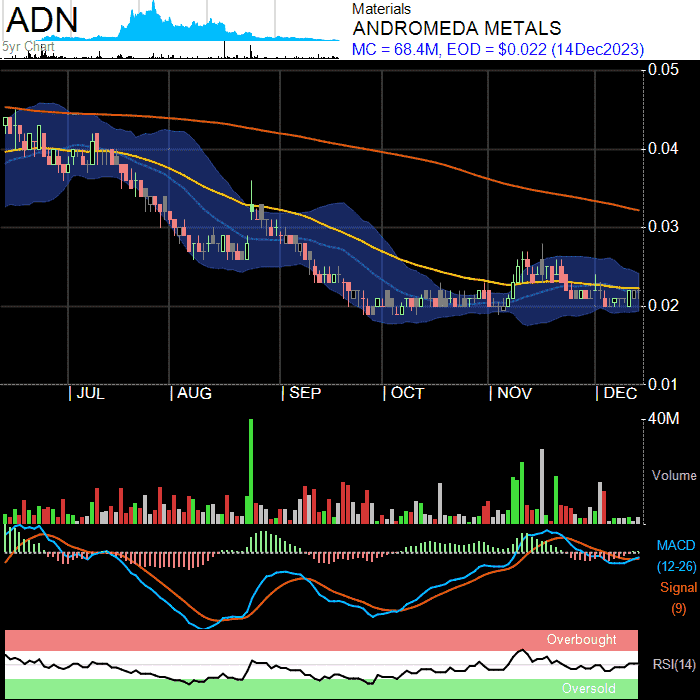 ADN
5yr Chart
Materials
ANDROMEDA METALS
MC = 68.4M, EOD = $0.022 (14Dec2023)
0.05
0.04
0.03
0.02
0.01
JUL AUG SEP OCT NOV DEC
40M
Volume
MACD
(12-26)
Signal
(9)
Overbought
RSI(14)
Oversold